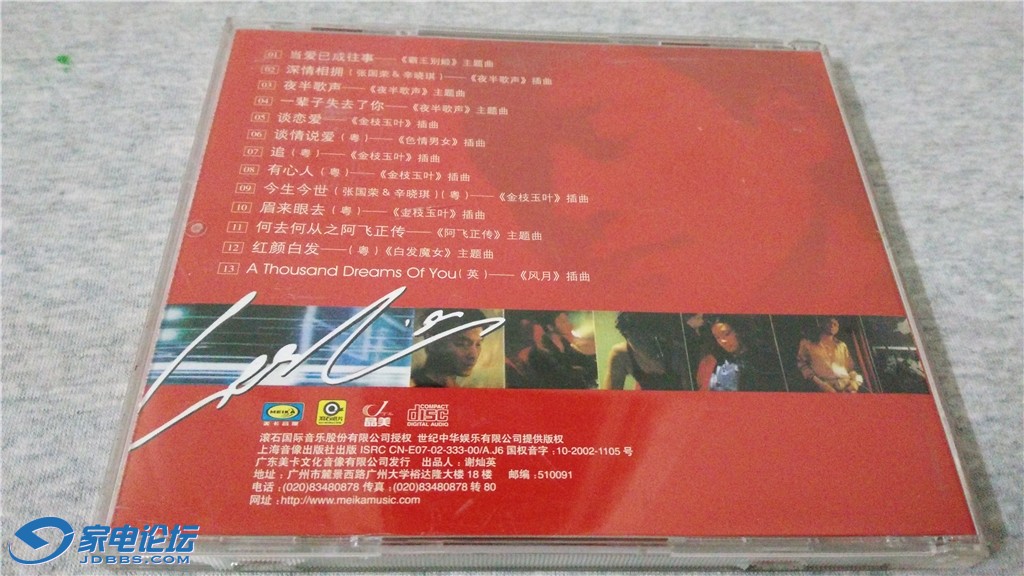 01 当爱已成往事——《霸王别姬》主题曲
02 深情相拥(张国荣&辛晓琪)——《夜半歌声》插曲
03 夜半歌声——《夜半歌声》主题曲
04 一辈子失去了你——《夜半歌声》主题曲
05 谈恋爱——《金枝玉叶》插曲
06 谈情说爱(粤)——《色情男女》插曲
07 追(粤)——《金枝玉叶》插曲
08 有心人(粤)——《金枝玉叶》插曲
09 今生今世(张国荣&辛晓琪)(粤)——《金枝玉叶》插曲
10 眉来眼去(粤)——《金枝玉叶》插曲
11 何去何从之阿飞正传——《阿飞正传》主题曲
12 红颜白发——(粤)《白发魔女》主题曲
13 A Thousand Dreams Of You(英)——《风月》插曲
Leslie
MEIKA 美卡音像 滚石唱片 晶美 COMPACT disc DIGITAL AUDIO
滚石国际音乐股份有限公司授权 世纪中华娱乐有限公司提供版权
上海音像出版社出版 ISRC CN-E07-02-333-00/A.J6 国权音字:10-2002-1105 号
广东美卡文化音像有限公司发行 出品人:谢灿英
地址:广州市麓景西路广州大学裕达隆大楼 18 楼 邮编:510091
电话:(020)83480878 传真:(020)83480878 转 80
网址:http://www.meikamusic.com
家电论坛
JDBBS.COM